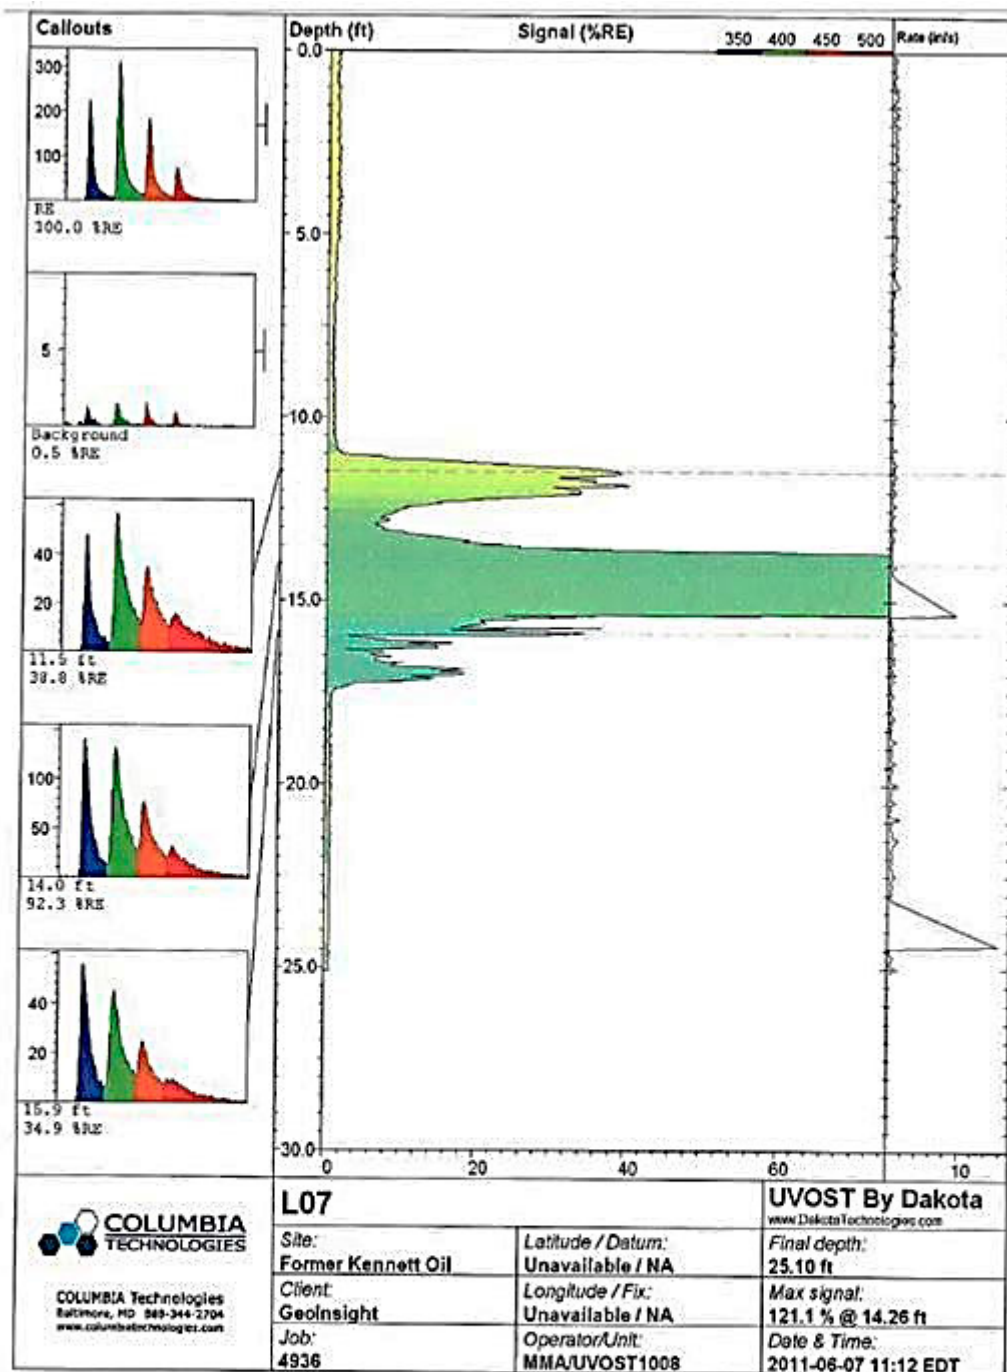 Callouts
Depth (ft)
Signal (%RE)
350 400 450 500
Rate (in/s)
300
200
100
RE
100.0 %RE
5
Background
0.5 %RE
40
20
11.5 ft
38.8 %RE
100
50
14.0 ft
92.3 %RE
40
20
15.9 ft
34.9 %RE
0.0
5.0
10.0
15.0
20.0
25.0
30.0
0 20 40 60
10
COLUMBIA
TECHNOLOGIES
COLUMBIA Technologies
Baltimore, MD 888-344-2704
www.columbiatechnologies.com
L07
UVOST By Dakota
www.DakotaTechnologies.com
Site:
Former Kennett Oil
Latitude / Datum:
Unavailable / NA
Final depth:
25.10 ft
Client:
GeoInsight
Longitude / Fix:
Unavailable / NA
Max signal:
121.1 % @ 14.26 ft
Job:
4936
Operator/Unit:
MMA/UVOST1008
Date & Time:
2011-06-07 11:12 EDT